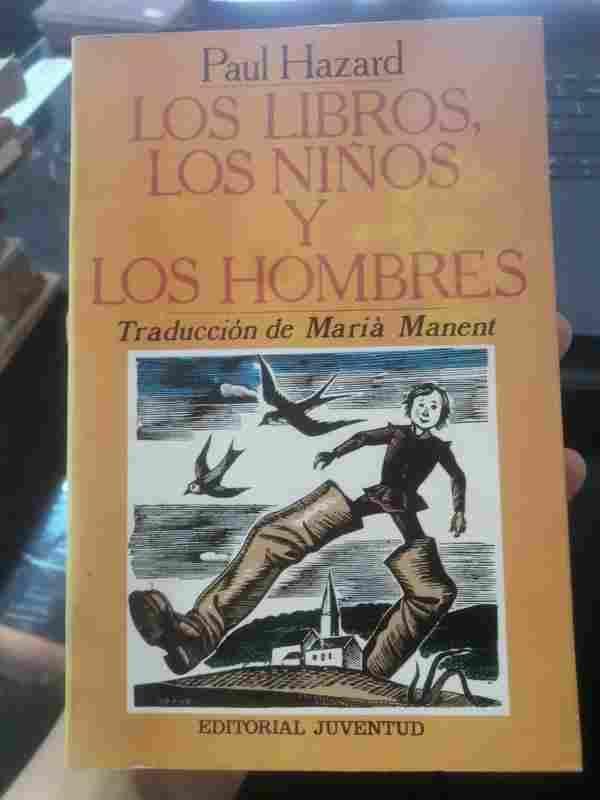 Paul Hazard
LOS LIBROS,
LOS NIÑOS
Y
LOS HOMBRES
Traducción de Marià Manent
EDITORIAL JUVENTUD